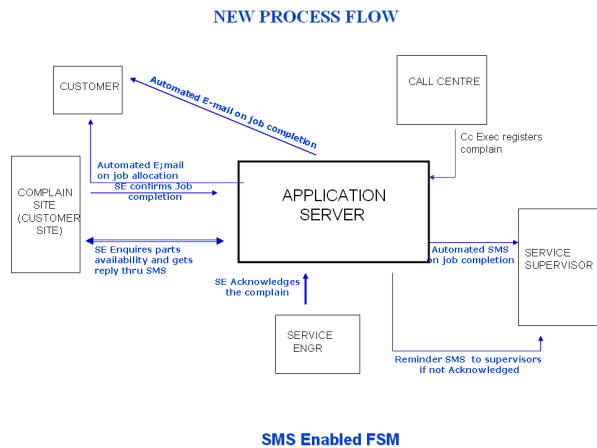 NEW PROCESS FLOW
CUSTOMER
Automated E-mail on job completion
CALL CENTRE
Cc Exec registers
complain
Automated E;mail
on job allocation
SE confirms Job
completion
COMPLAIN
SITE
(CUSTOMER
SITE)
APPLICATION
SERVER
SE Enquires parts
availability and gets
reply thru SMS
Automated SMS
on job completion
SERVICE
SUPERVISOR
SE Acknowledges
the complain
SERVICE
ENGR
Reminder SMS to supervisors
if not Acknowledged
SMS Enabled FSM